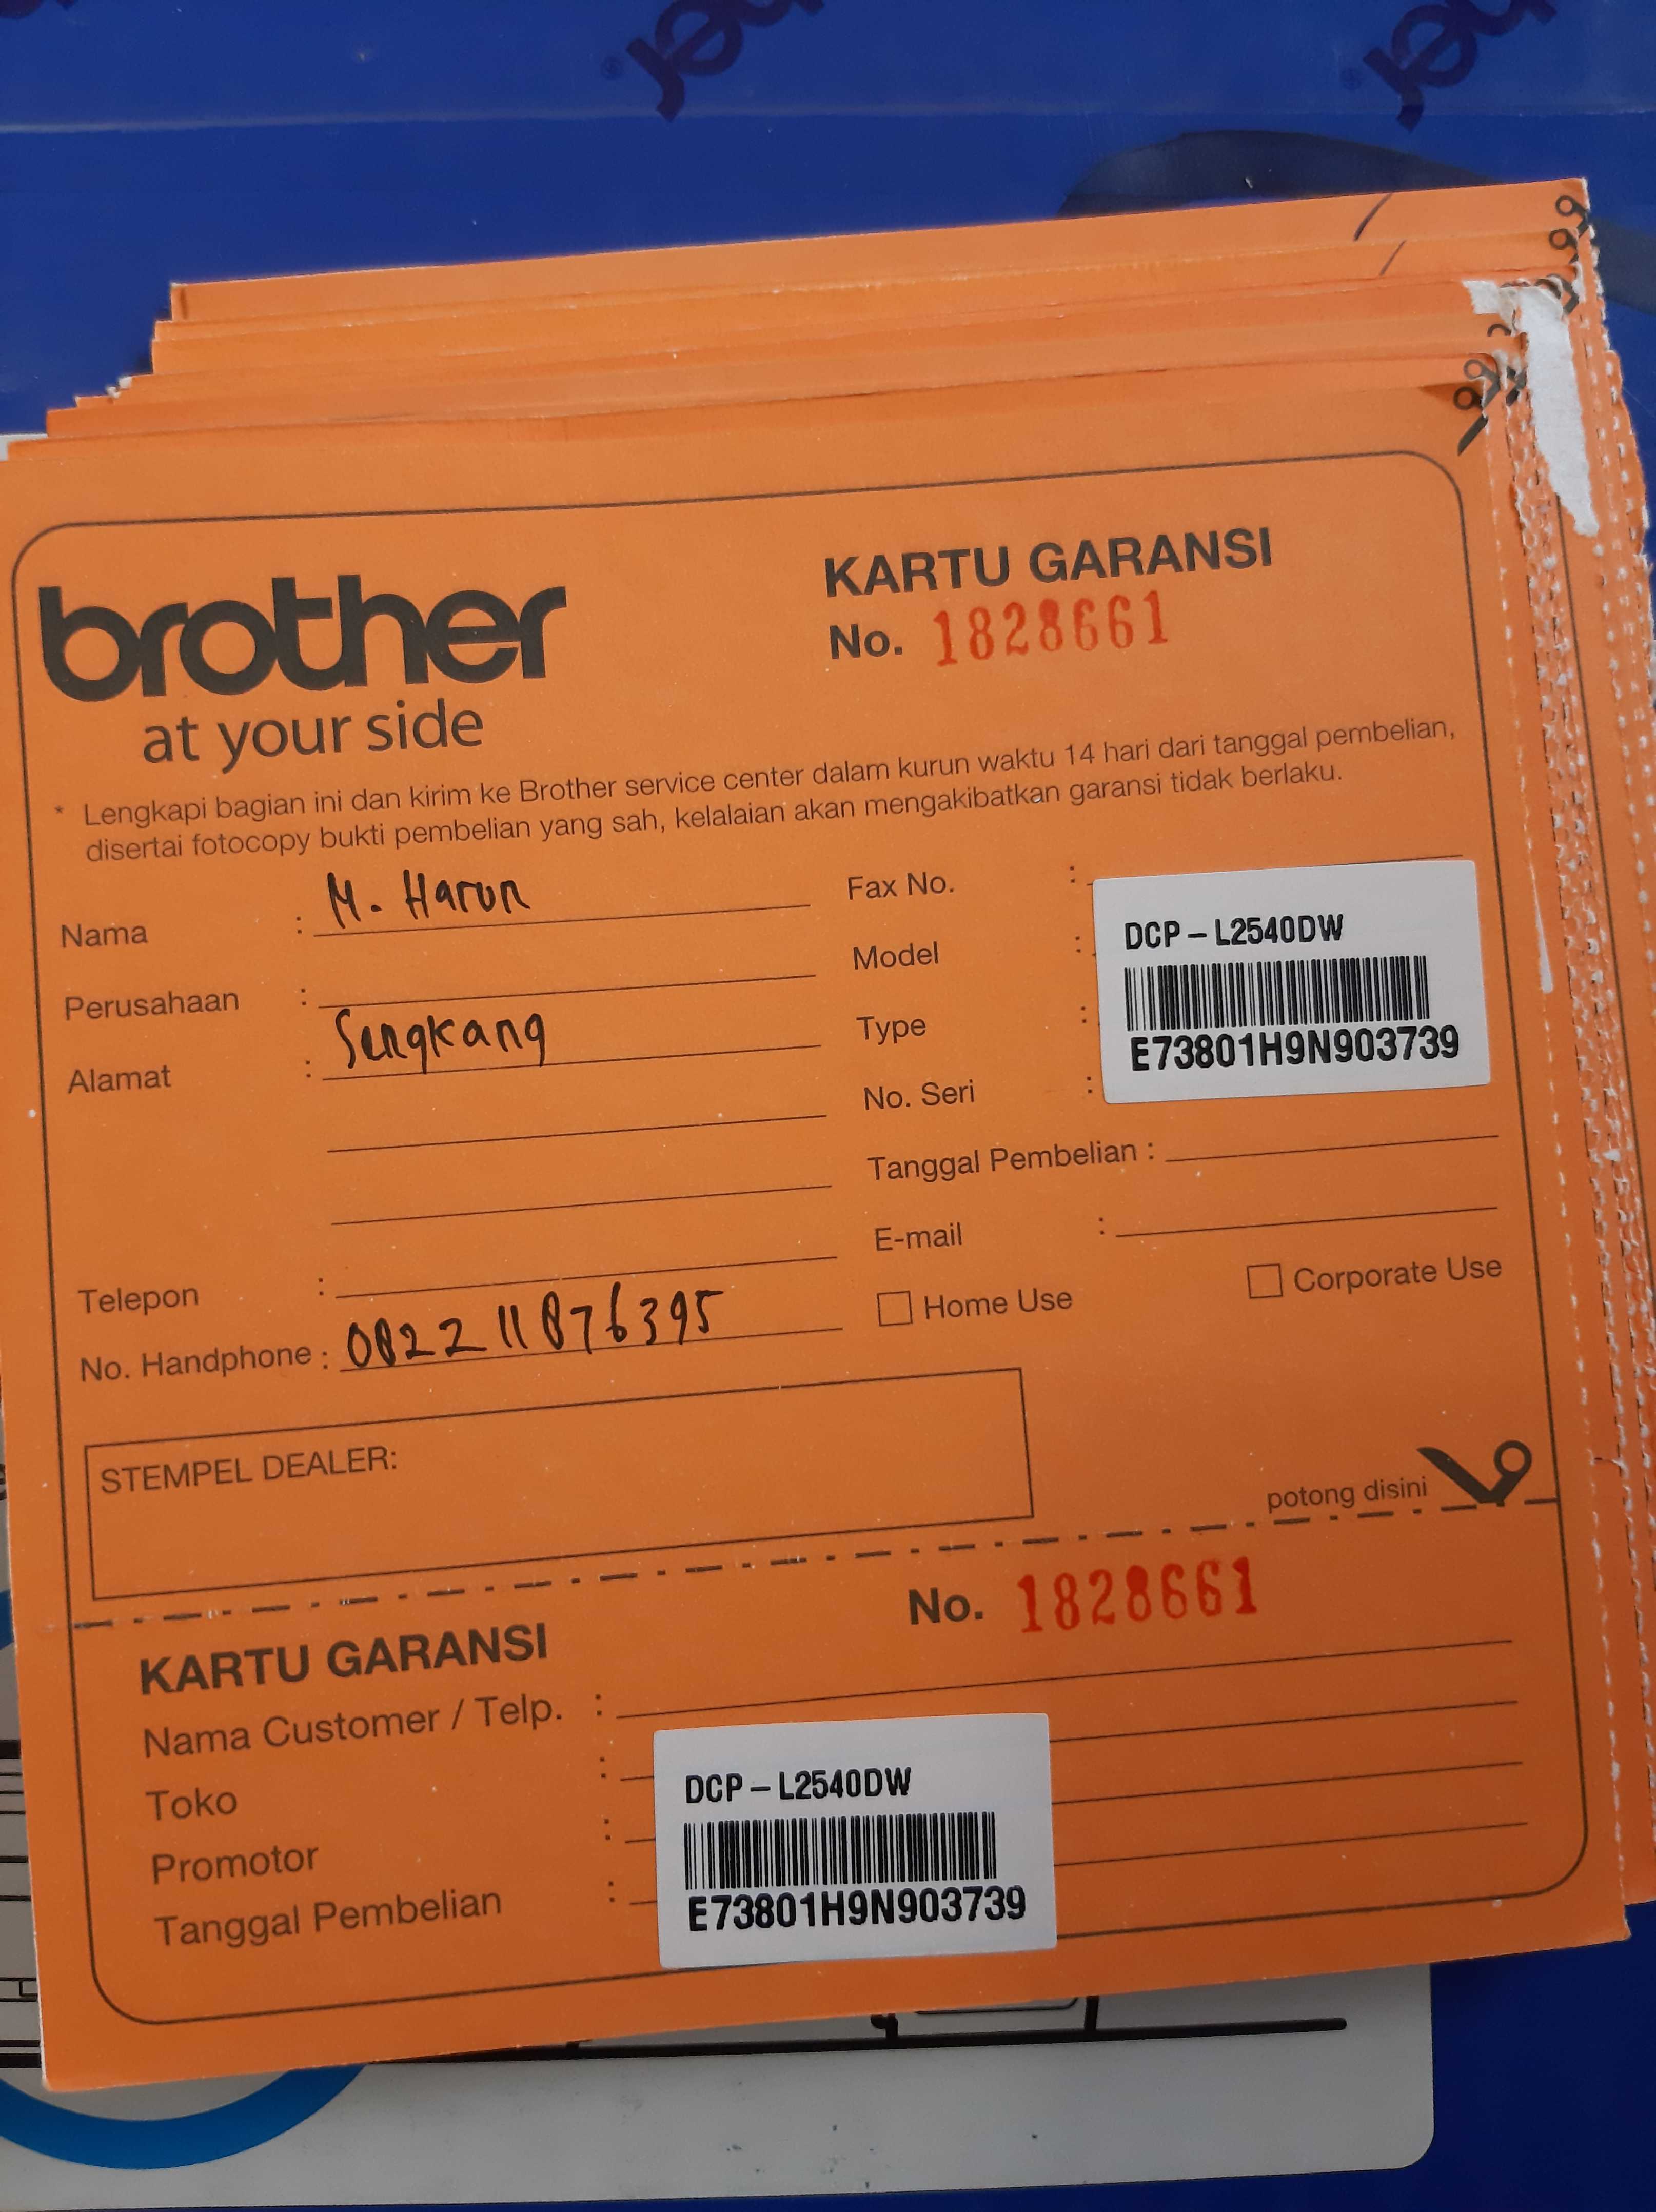 brother
at your side
KARTU GARANSI
No. 1828661
* Lengkapi bagian ini dan kirim ke Brother service center dalam kurun waktu 14 hari dari tanggal pembelian,
disertai fotocopy bukti pembelian yang sah, kelalaian akan mengakibatkan garansi tidak berlaku.
Nama : M. Harun
Perusahaan :
Alamat : Sengkang
Telepon :
No. Handphone : 0822 11876395
Fax No. :
Model :
Type :
No. Seri :
DCP-L2540DW
E73801H9N903739
Tanggal Pembelian :
E-mail :
Home Use
Corporate Use
STEMPEL DEALER:
potong disini
KARTU GARANSI
No. 1828661
Nama Customer / Telp. :
Toko :
Promotor :
Tanggal Pembelian :
DCP-L2540DW
E73801H9N903739